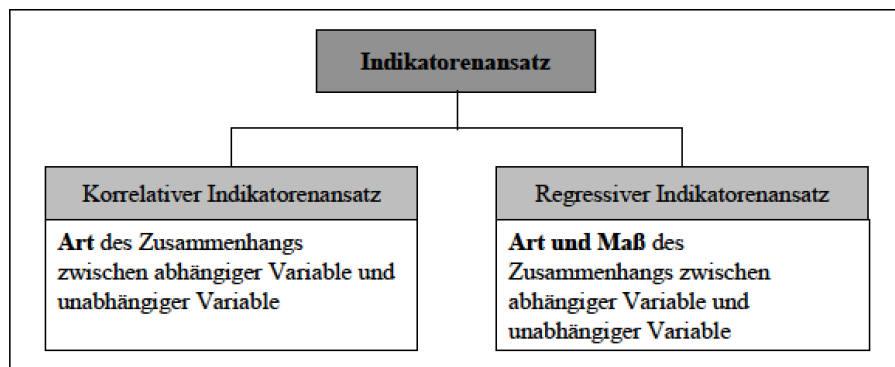 Indikatorenansatz
Korrelativer Indikatorenansatz
Art des Zusammenhangs
zwischen abhängiger Variable und
unabhängiger Variable
Regressiver Indikatorenansatz
Art und Maß des
Zusammenhangs zwischen
abhängiger Variable und
unabhängiger Variable